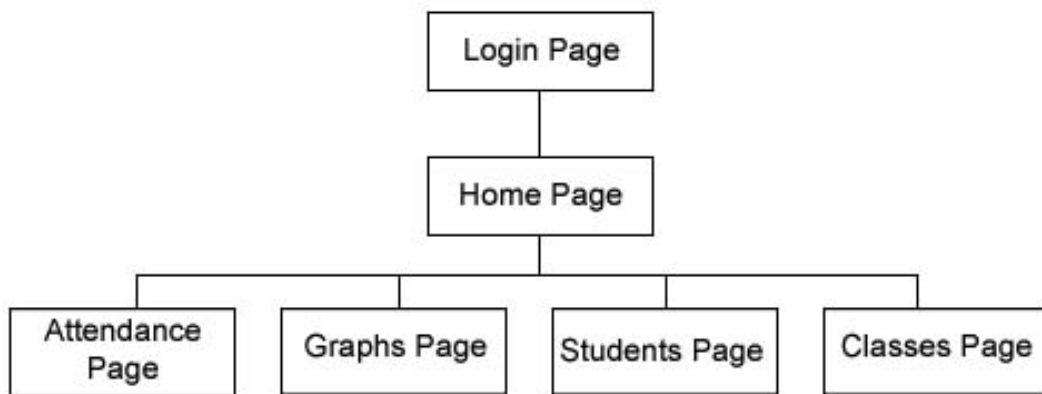 Login Page
Home Page
Attendance
Page
Graphs Page
Students Page
Classes Page